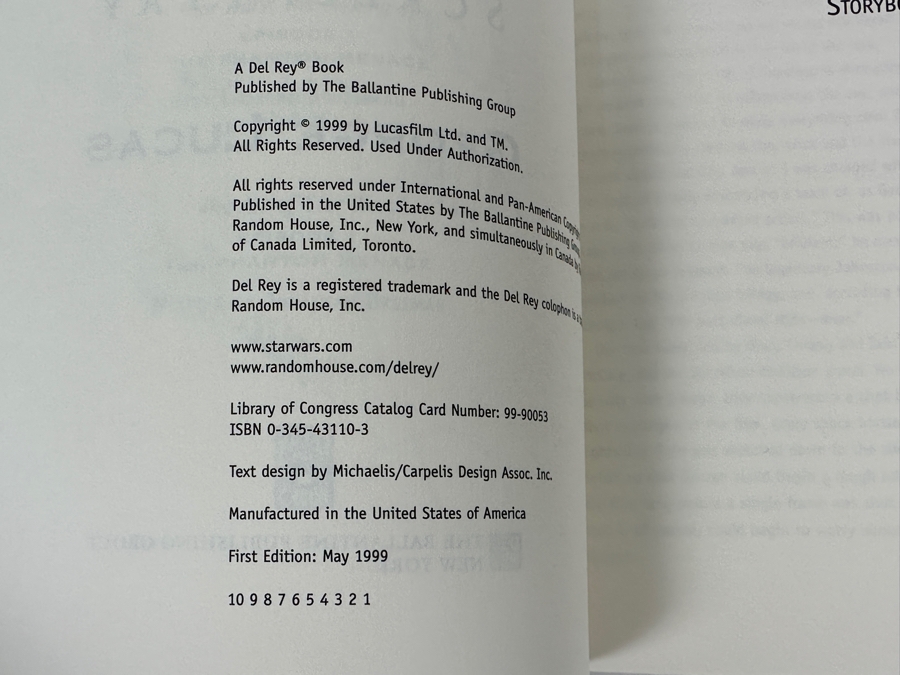 A Del Rey® Book
Published by The Ballantine Publishing Group
Copyright © 1999 by Lucasfilm Ltd. and TM.
All Rights Reserved. Used Under Authorization.
All rights reserved under International and Pan-American
Published in the United States by The Ballantine Publishing
Random House, Inc., New York, and simultaneously in Canada by
of Canada Limited, Toronto.
Del Rey is a registered trademark and the Del Rey colophon is a
Random House, Inc.
www.starwars.com
www.randomhouse.com/delrey/
Library of Congress Catalog Card Number: 99-90053
ISBN 0-345-43110-3
Text design by Michaelis/Carpelis Design Assoc. Inc.
Manufactured in the United States of America
First Edition: May 1999
10 9 8 7 6 5 4 3 2 1